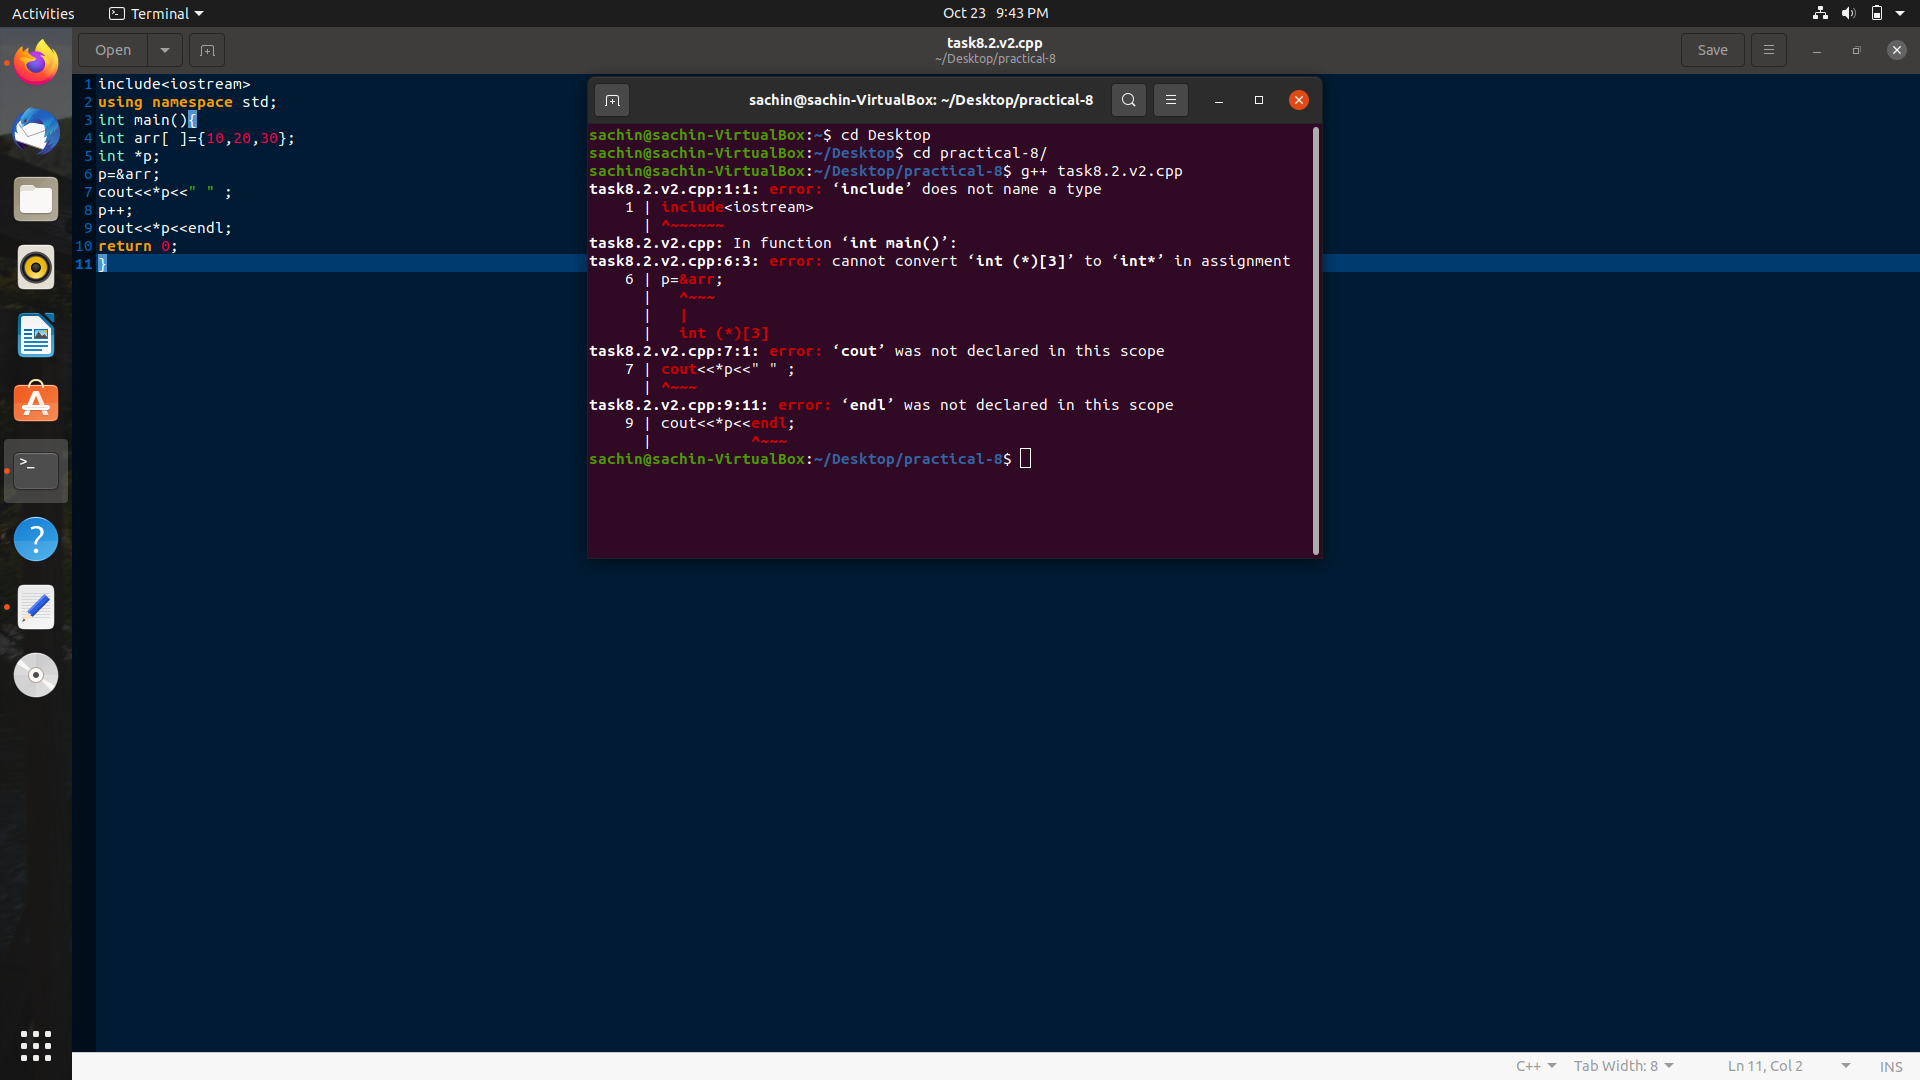 Activities
Terminal
Oct 23 9:43 PM
Open
task8.2.v2.cpp
~/Desktop/practical-8
Save
1 include<iostream>
2 using namespace std;
3 int main(){
4 int arr[ ]={10,20,30};
5 int *p;
6 p=&arr;
7 cout<<*p<<" " ;
8 p++;
9 cout<<*p<<endl;
10 return 0;
11 }
sachin@sachin-VirtualBox: ~/Desktop/practical-8
sachin@sachin-VirtualBox:~$ cd Desktop
sachin@sachin-VirtualBox:~/Desktop$ cd practical-8/
sachin@sachin-VirtualBox:~/Desktop/practical-8$ g++ task8.2.v2.cpp
task8.2.v2.cpp:1:1: error: ‘include’ does not name a type
    1 | include<iostream>
      | ^~~~~~~
task8.2.v2.cpp: In function ‘int main()’:
task8.2.v2.cpp:6:3: error: cannot convert ‘int (*)[3]’ to ‘int*’ in assignment
    6 | p=&arr;
      |   ^~~~
      |   |
      |   int (*)[3]
task8.2.v2.cpp:7:1: error: ‘cout’ was not declared in this scope
    7 | cout<<*p<<" " ;
      | ^~~~
task8.2.v2.cpp:9:11: error: ‘endl’ was not declared in this scope
    9 | cout<<*p<<endl;
      |           ^~~~
sachin@sachin-VirtualBox:~/Desktop/practical-8$
C++
Tab Width: 8
Ln 11, Col 2
INS